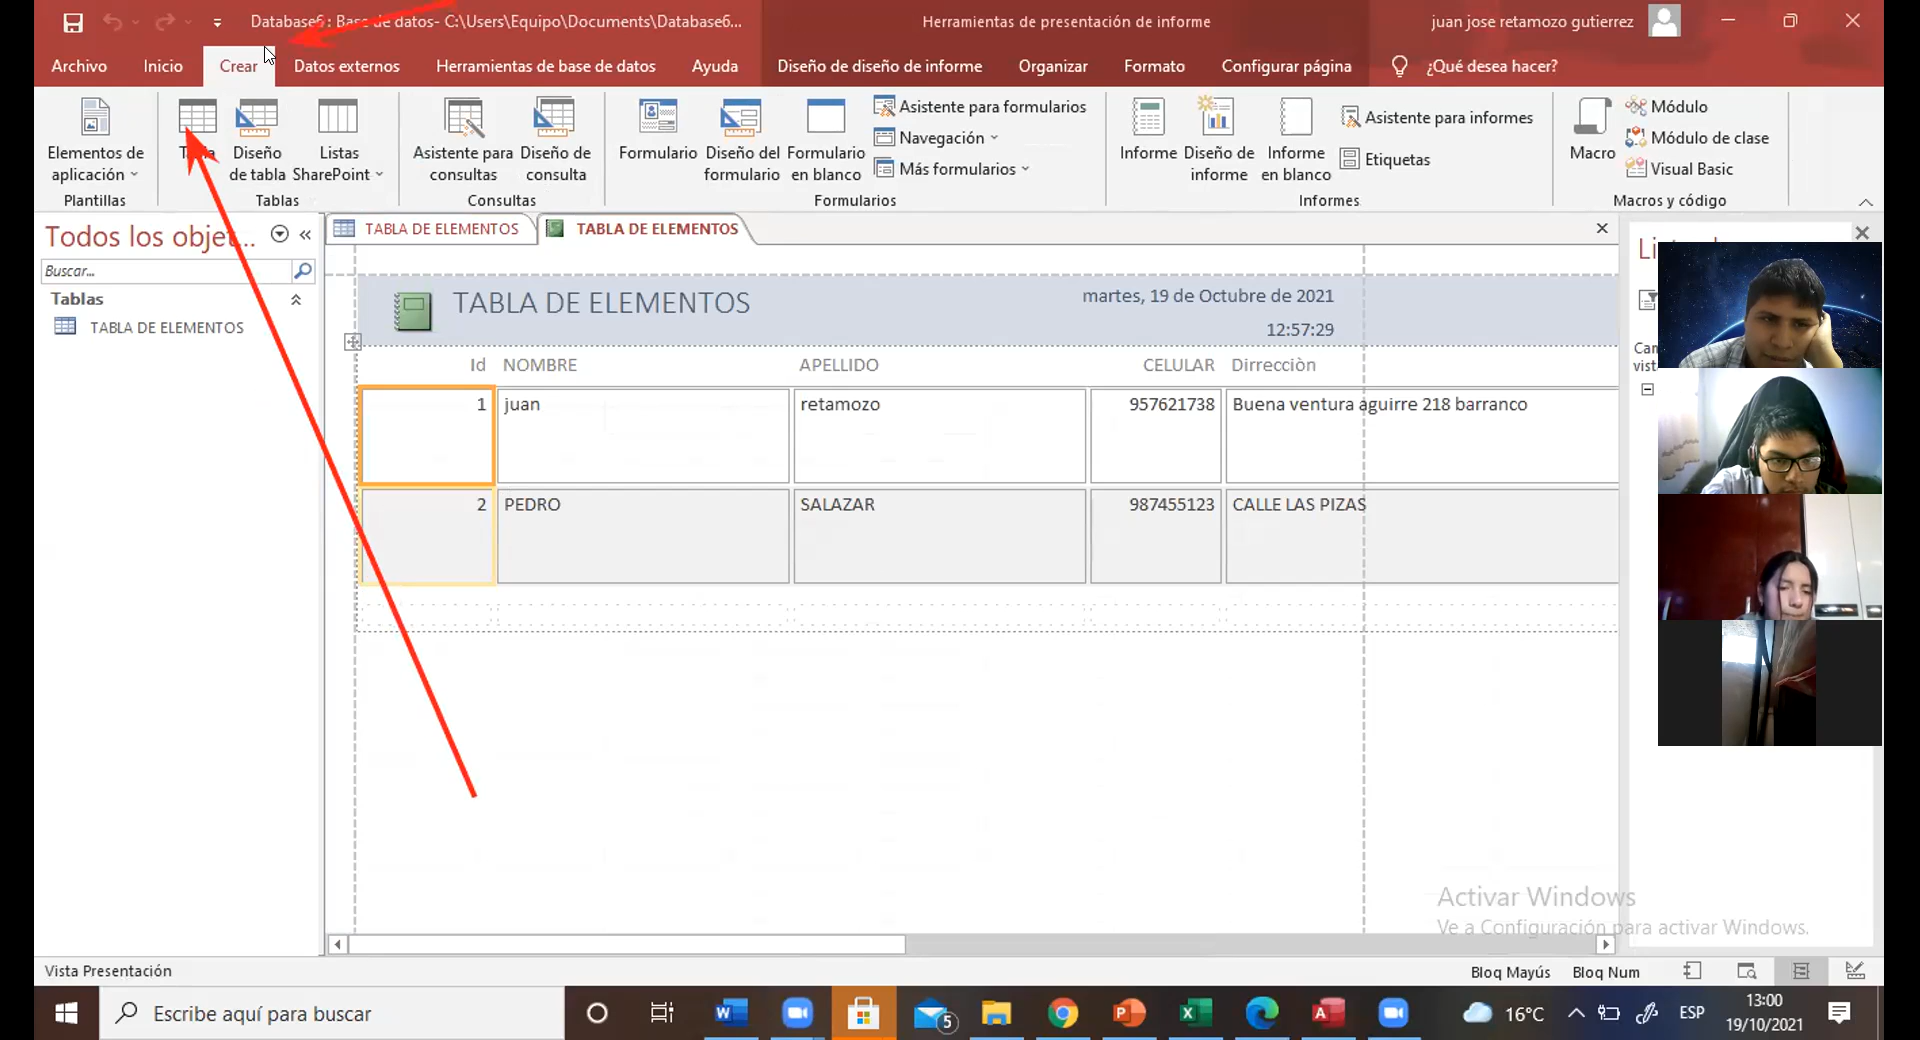 Database6 : Base de datos- C:\Users\Equipo\Documents\Database6...
Herramientas de presentación de informe
juan jose retamozo gutierrez
Archivo
Inicio
Crear
Datos externos
Herramientas de base de datos
Ayuda
Diseño de diseño de informe
Organizar
Formato
Configurar página
¿Qué desea hacer?
Elementos de
aplicación
Plantillas
Tabla
Diseño
de tabla
Listas
SharePoint
Tablas
Asistente para
consultas
Diseño de
consulta
Consultas
Formulario
Diseño del
formulario
Formulario
en blanco
Asistente para formularios
Navegación
Más formularios
Formularios
Informe
Diseño de
informe
Informe
en blanco
Asistente para informes
Etiquetas
Informes
Macro
Módulo
Módulo de clase
Visual Basic
Macros y código
Todos los objet...
Buscar...
Tablas
TABLA DE ELEMENTOS
TABLA DE ELEMENTOS
TABLA DE ELEMENTOS
TABLA DE ELEMENTOS
martes, 19 de Octubre de 2021
12:57:29
Id NOMBRE APELLIDO CELULAR Dirrecciòn
1 juan retamozo 957621738 Buena ventura aguirre 218 barranco
2 PEDRO SALAZAR 987455123 CALLE LAS PIZAS
Activar Windows
Ve a Configuración para activar Windows.
Vista Presentación
Bloq Mayús
Bloq Num
Escribe aquí para buscar
5
16°C
ESP
13:00
19/10/2021